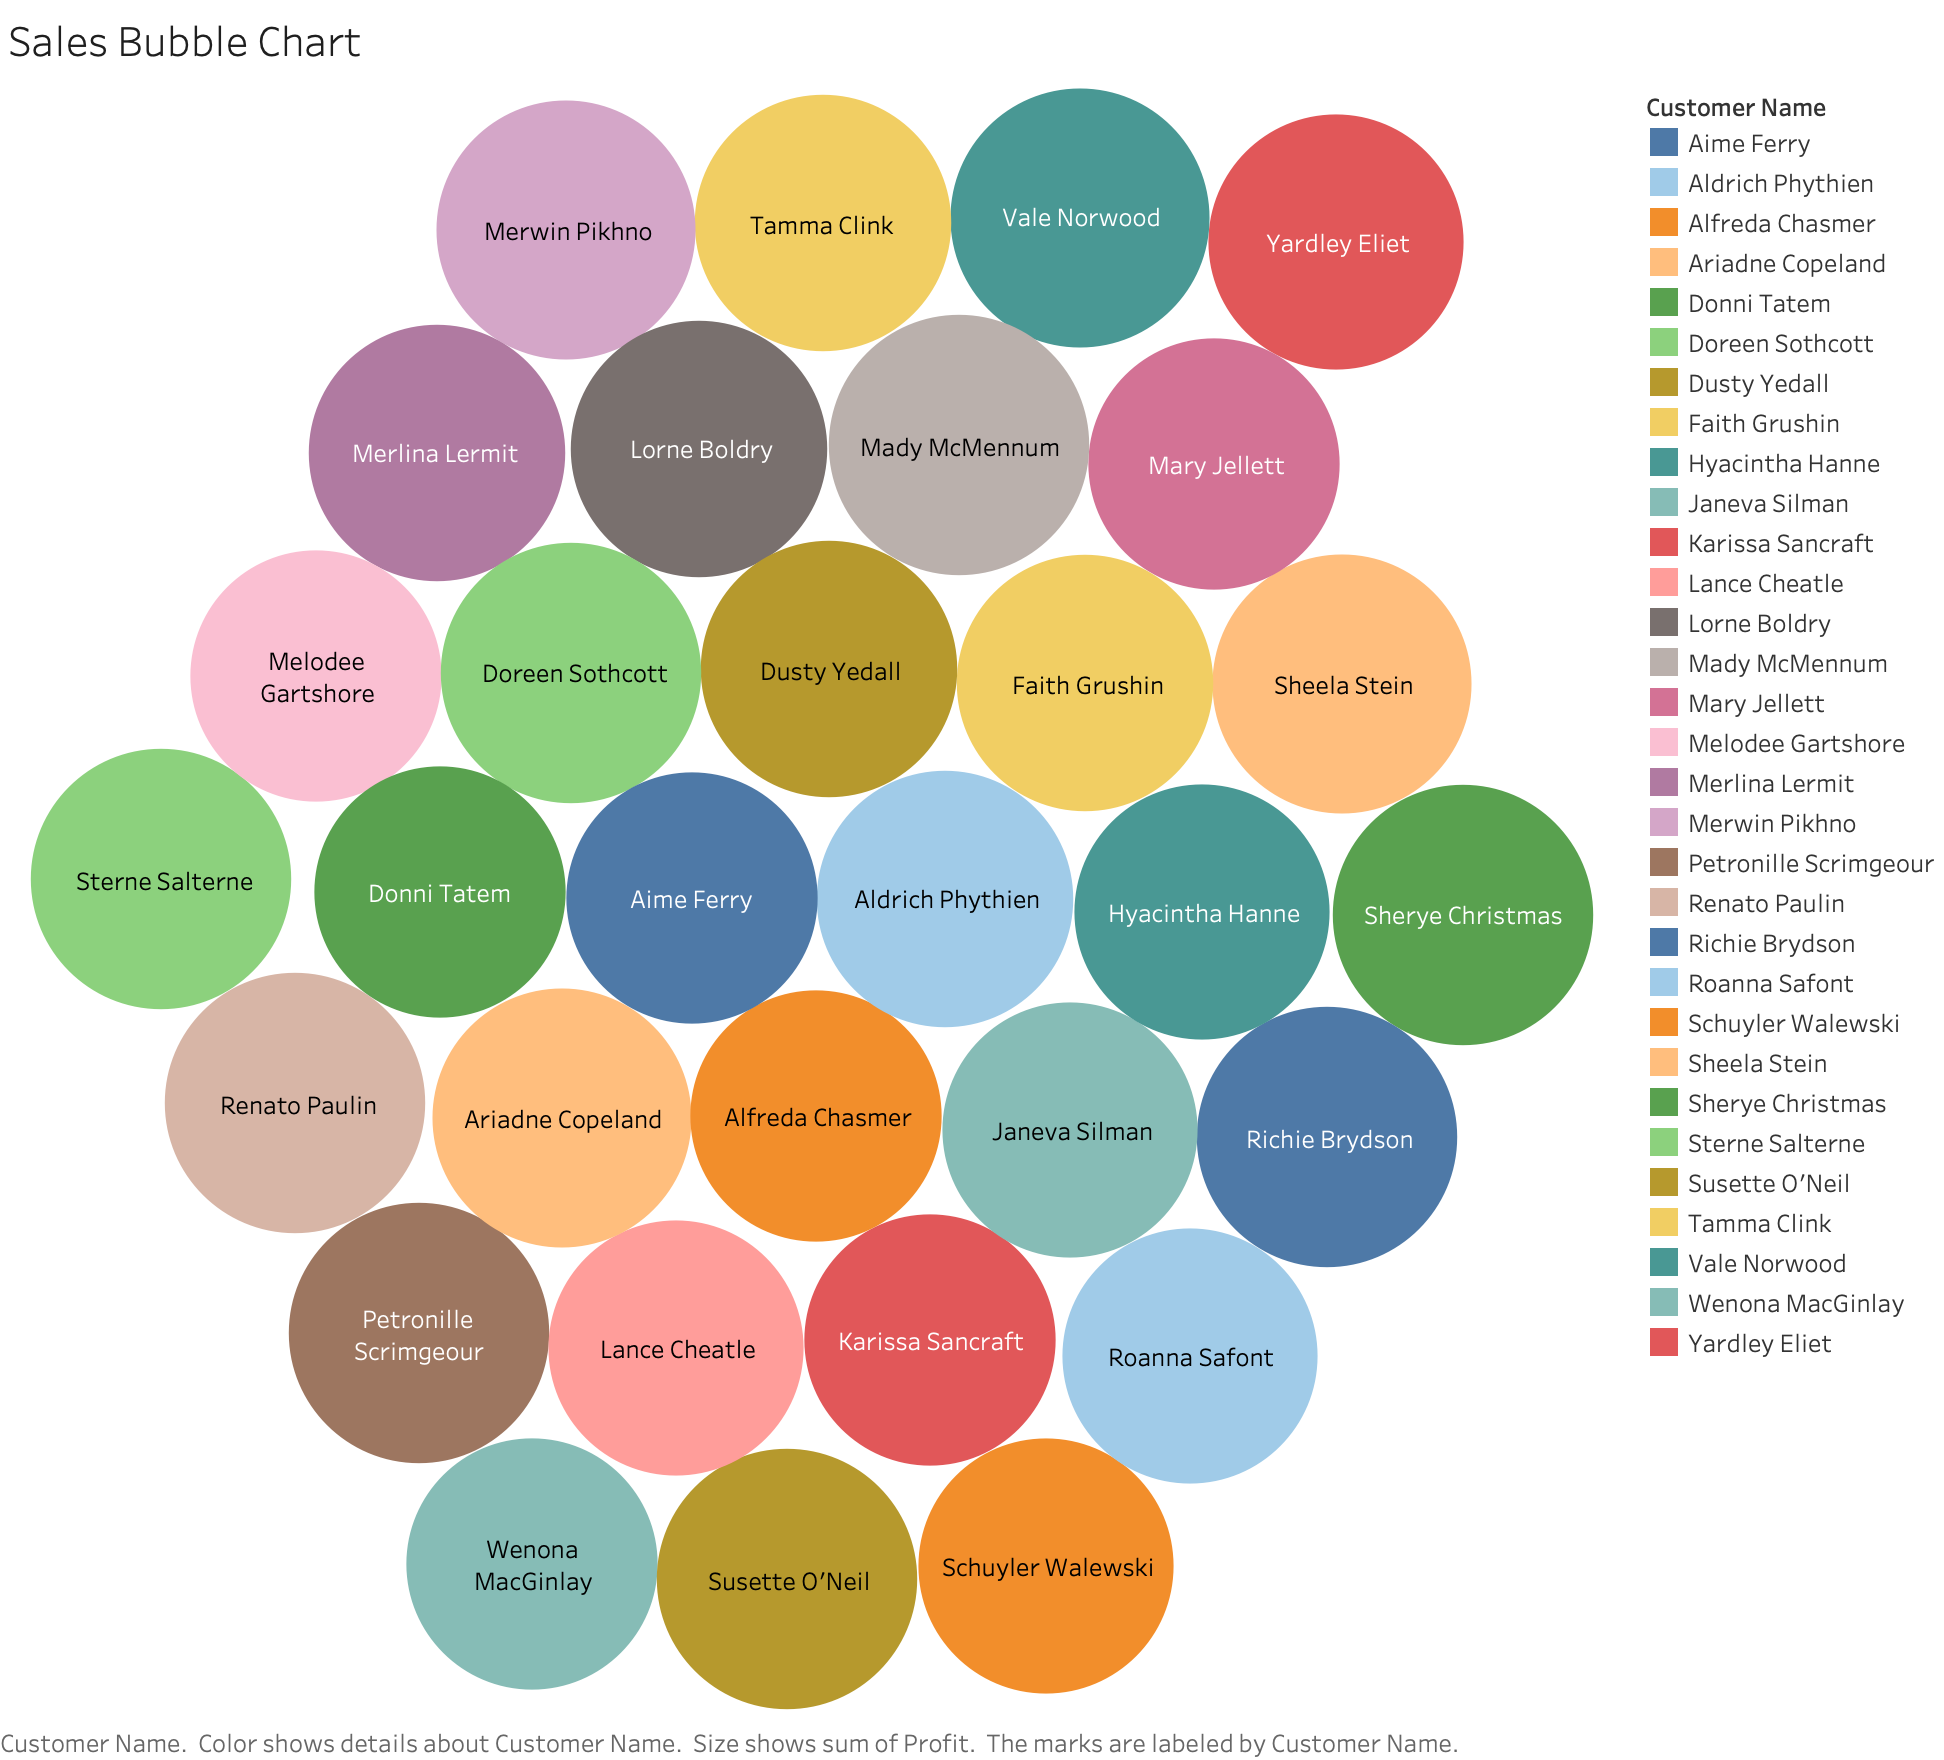 Sales Bubble Chart
Merwin Pikhno
Tamma Clink
Vale Norwood
Yardley Eliet
Merlina Lermit
Lorne Boldry
Mady McMennum
Mary Jellett
Melodee
Gartshore
Doreen Sothcott
Dusty Yedall
Faith Grushin
Sheela Stein
Sterne Salterne
Donni Tatem
Aime Ferry
Aldrich Phythien
Hyacintha Hanne
Sherye Christmas
Renato Paulin
Ariadne Copeland
Alfreda Chasmer
Janeva Silman
Richie Brydson
Petronille
Scrimgeour
Lance Cheatle
Karissa Sancraft
Roanna Safont
Wenona
MacGinlay
Susette O’Neil
Schuyler Walewski
Customer Name
Aime Ferry
Aldrich Phythien
Alfreda Chasmer
Ariadne Copeland
Donni Tatem
Doreen Sothcott
Dusty Yedall
Faith Grushin
Hyacintha Hanne
Janeva Silman
Karissa Sancraft
Lance Cheatle
Lorne Boldry
Mady McMennum
Mary Jellett
Melodee Gartshore
Merlina Lermit
Merwin Pikhno
Petronille Scrimgeour
Renato Paulin
Richie Brydson
Roanna Safont
Schuyler Walewski
Sheela Stein
Sherye Christmas
Sterne Salterne
Susette O’Neil
Tamma Clink
Vale Norwood
Wenona MacGinlay
Yardley Eliet
Customer Name. Color shows details about Customer Name. Size shows sum of Profit. The marks are labeled by Customer Name.